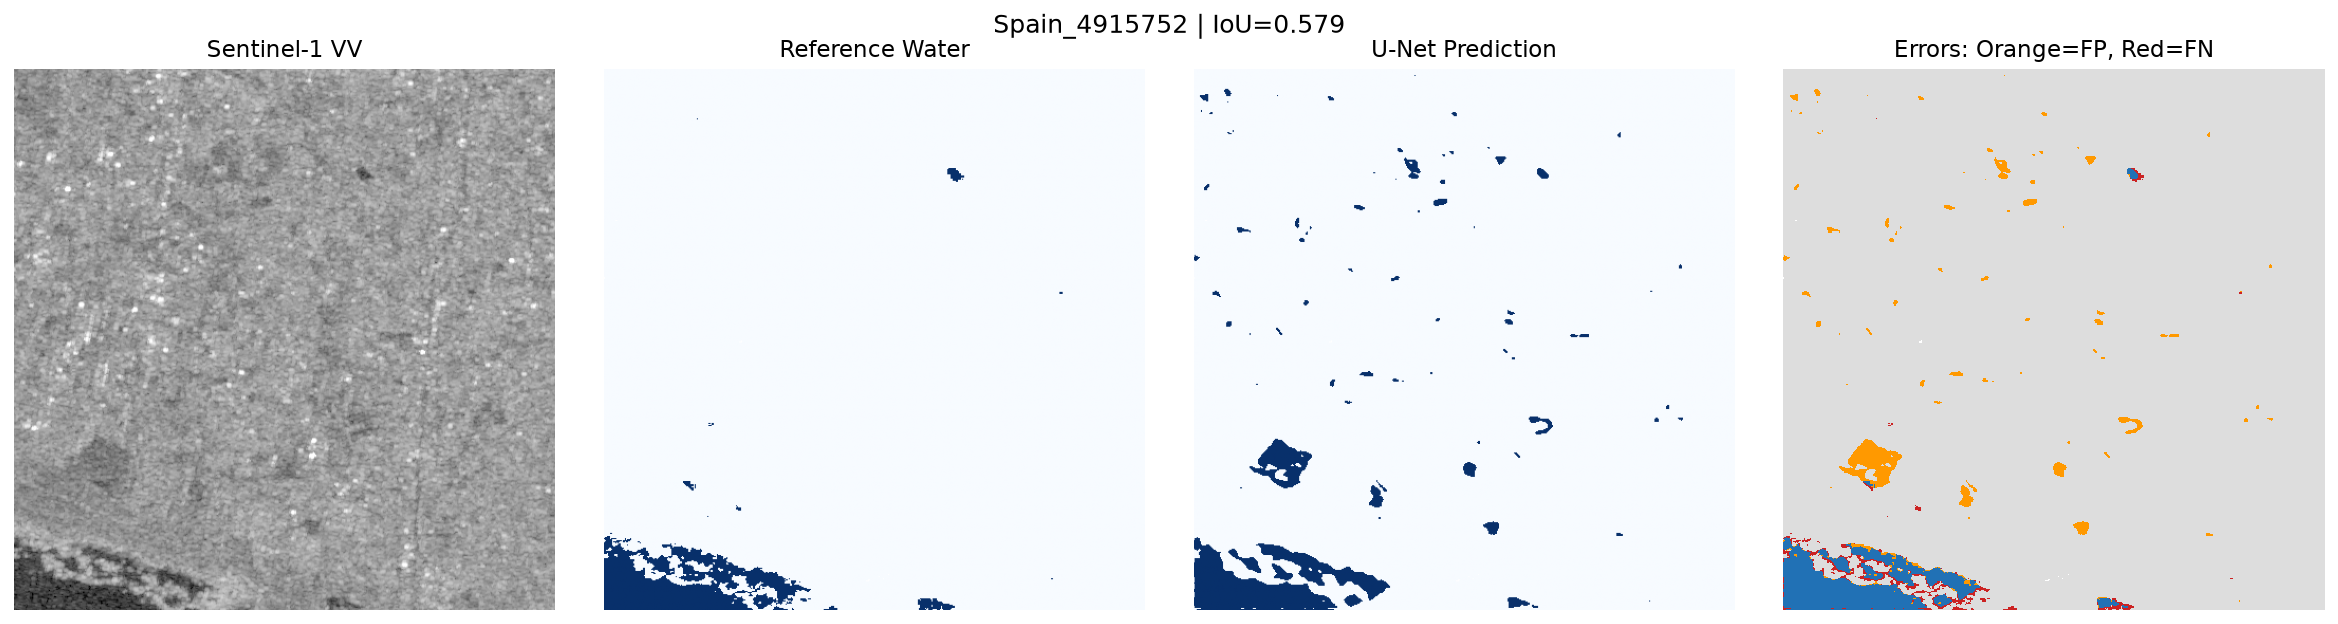 Spain_4915752 | IoU=0.579
Sentinel-1 VV
Reference Water
U-Net Prediction
Errors: Orange=FP, Red=FN